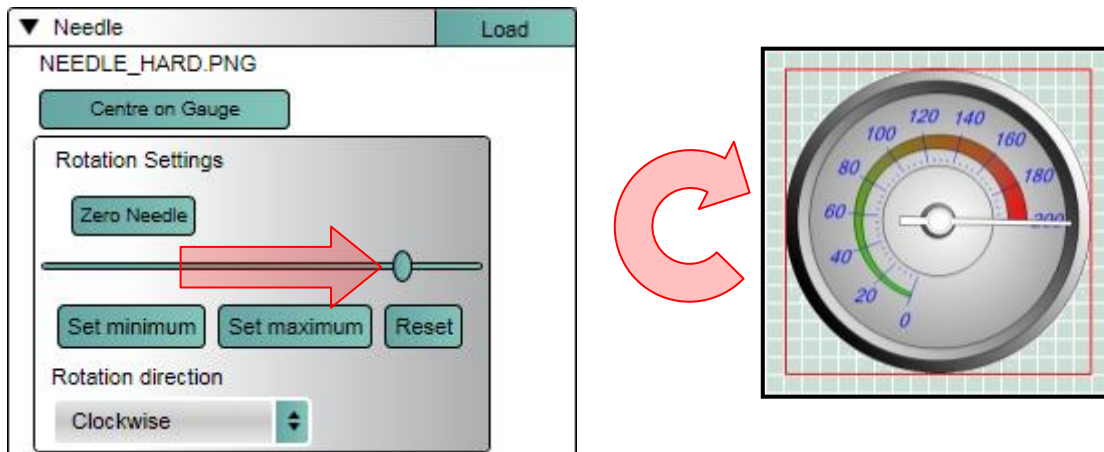 ▼ Needle Load
NEEDLE_HARD.PNG
Centre on Gauge
Rotation Settings
Zero Needle
Set minimum Set maximum Reset
Rotation direction
Clockwise
0
20
40
60
80
100
120
140
160
180
200